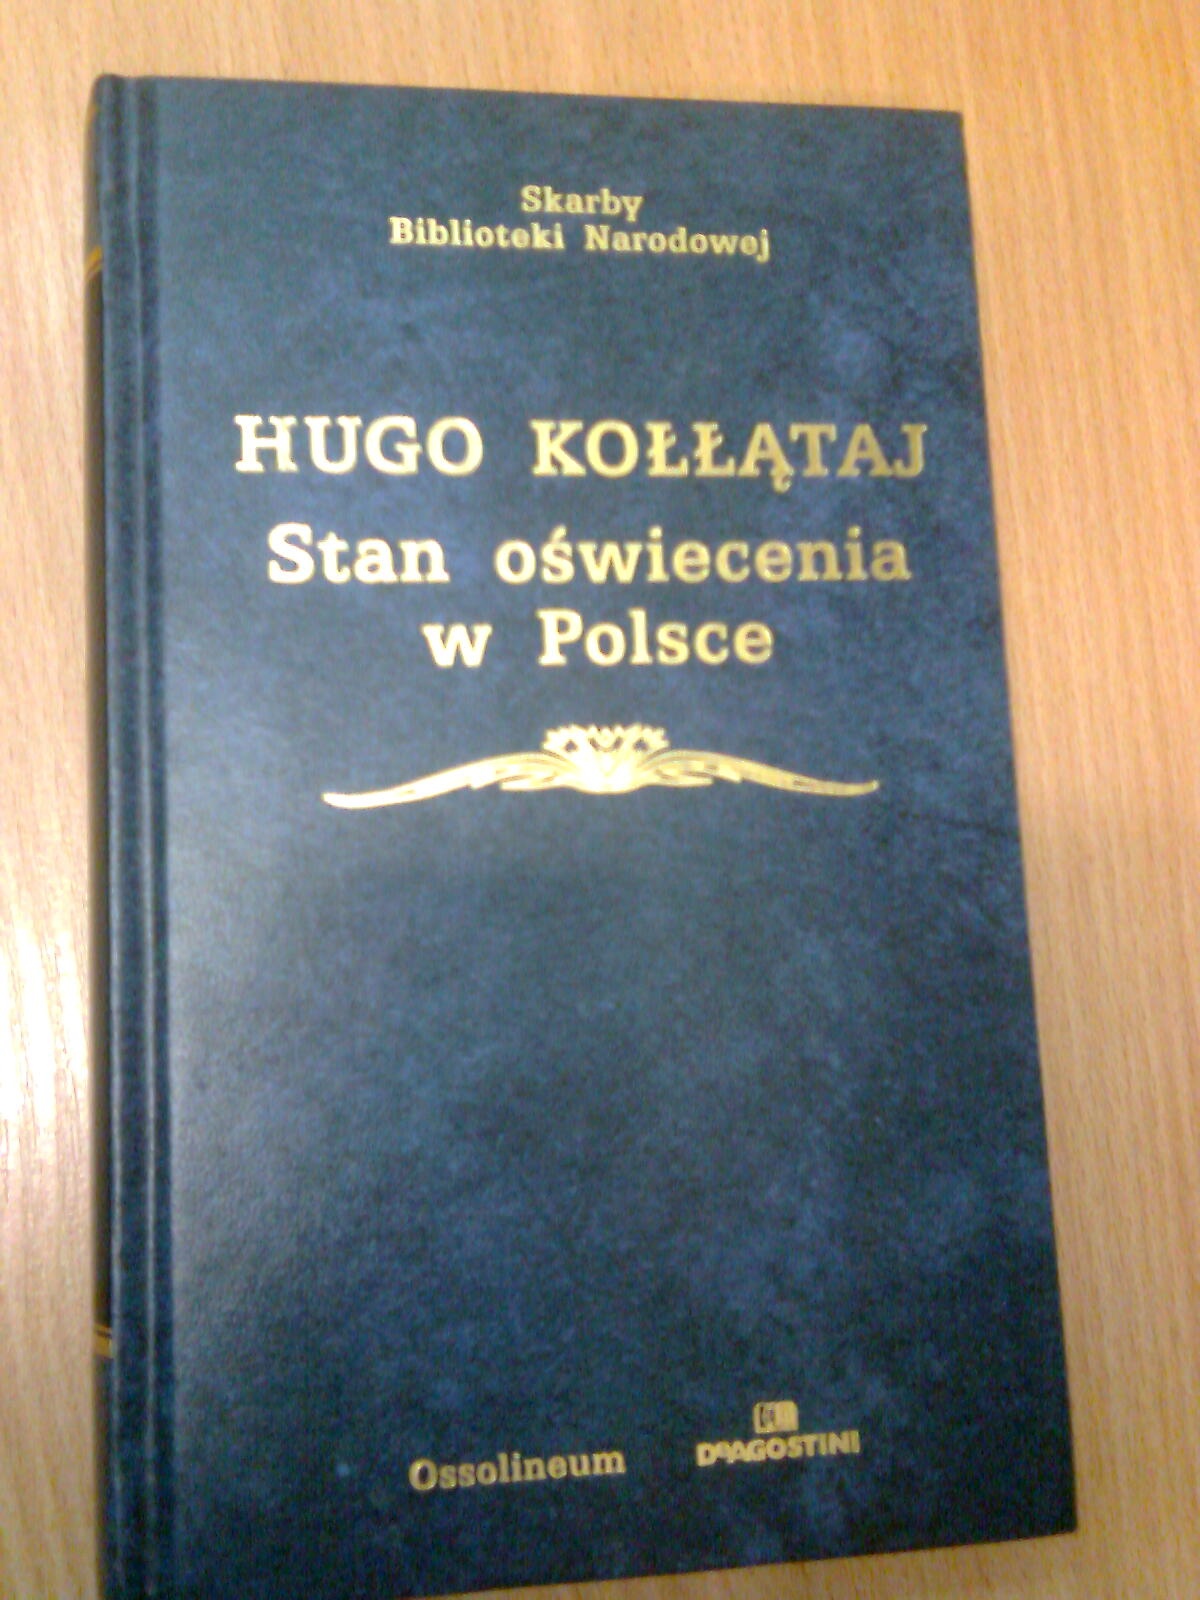 Skarby
Biblioteki Narodowej
HUGO KOŁŁĄTAJ
Stan oświecenia
w Polsce
Ossolineum
DeAGOSTINI